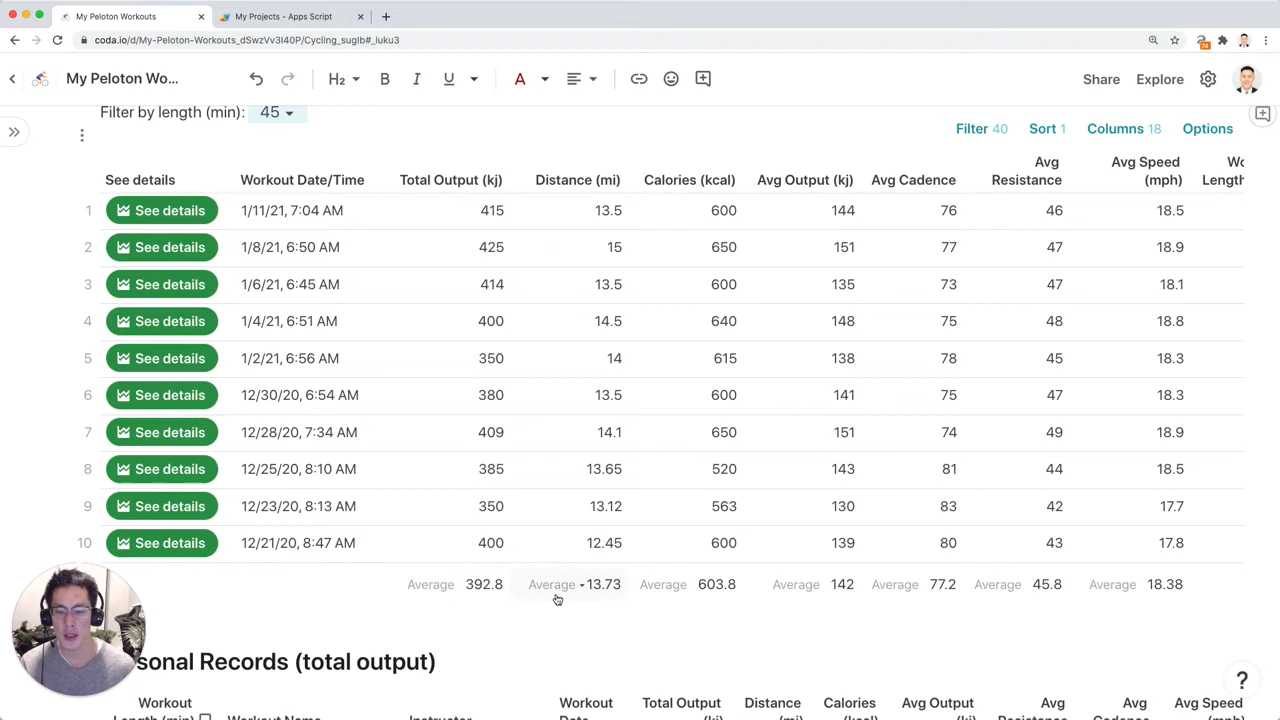 My Peloton Workouts
My Projects - Apps Script
coda.io/d/My-Peloton-Workouts_dSwzVv3I40P/Cycling_suglb#_luku3
My Peloton Wo...
H₂
B
I
U
A
Share
Explore
Filter by length (min): 45
Filter 40
Sort 1
Columns 18
Options
See details Workout Date/Time Total Output (kj) Distance (mi) Calories (kcal) Avg Output (kj) Avg Cadence Avg Resistance Avg Speed (mph) Length
1 See details 1/11/21, 7:04 AM 415 13.5 600 144 76 46 18.5
2 See details 1/8/21, 6:50 AM 425 15 650 151 77 47 18.9
3 See details 1/6/21, 6:45 AM 414 13.5 600 135 73 47 18.1
4 See details 1/4/21, 6:51 AM 400 14.5 640 148 75 48 18.8
5 See details 1/2/21, 6:56 AM 350 14 615 138 78 45 18.3
6 See details 12/30/20, 6:54 AM 380 13.5 600 141 75 47 18.3
7 See details 12/28/20, 7:34 AM 409 14.1 650 151 74 49 18.9
8 See details 12/25/20, 8:10 AM 385 13.65 520 143 81 44 18.5
9 See details 12/23/20, 8:13 AM 350 13.12 563 130 83 42 17.7
10 See details 12/21/20, 8:47 AM 400 12.45 600 139 80 43 17.8
Average 392.8 Average 13.73 Average 603.8 Average 142 Average 77.2 Average 45.8 Average 18.38
sonal Records (total output)
Workout Length (min) Workout Name Instructor Workout Date Total Output (kj) Distance (mi) Calories (kcal) Avg Output (kj) Avg Resistance Avg Cadence Avg Speed (mph)
?